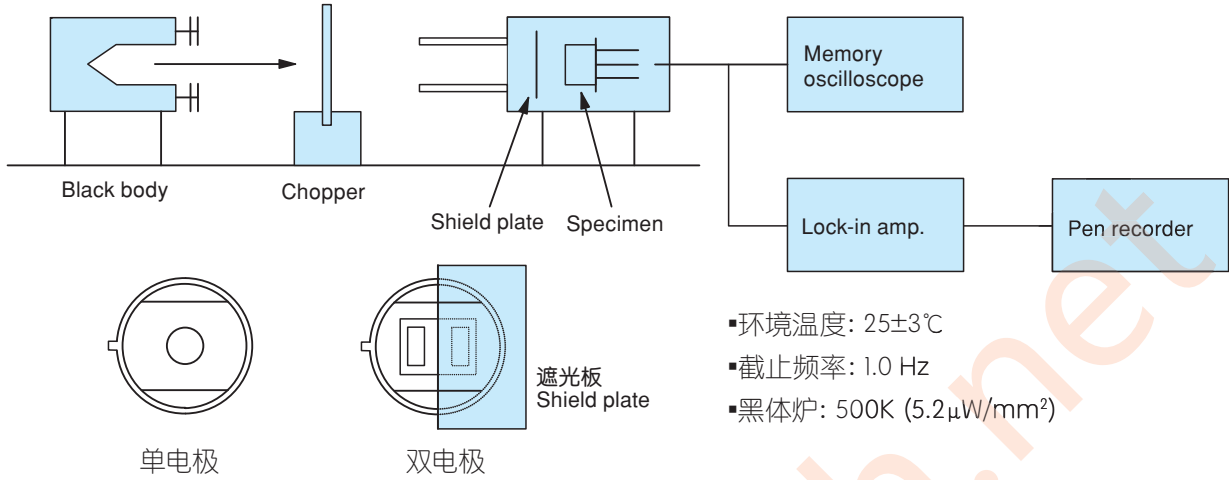 Memory
oscilloscope
Black body
Chopper
Shield plate
Specimen
Lock-in amp.
Pen recorder
遮光板
Shield plate
单电极
双电极
▪环境温度: 25±3℃
▪截止频率: 1.0 Hz
▪黑体炉: 500K (5.2μW/mm²)